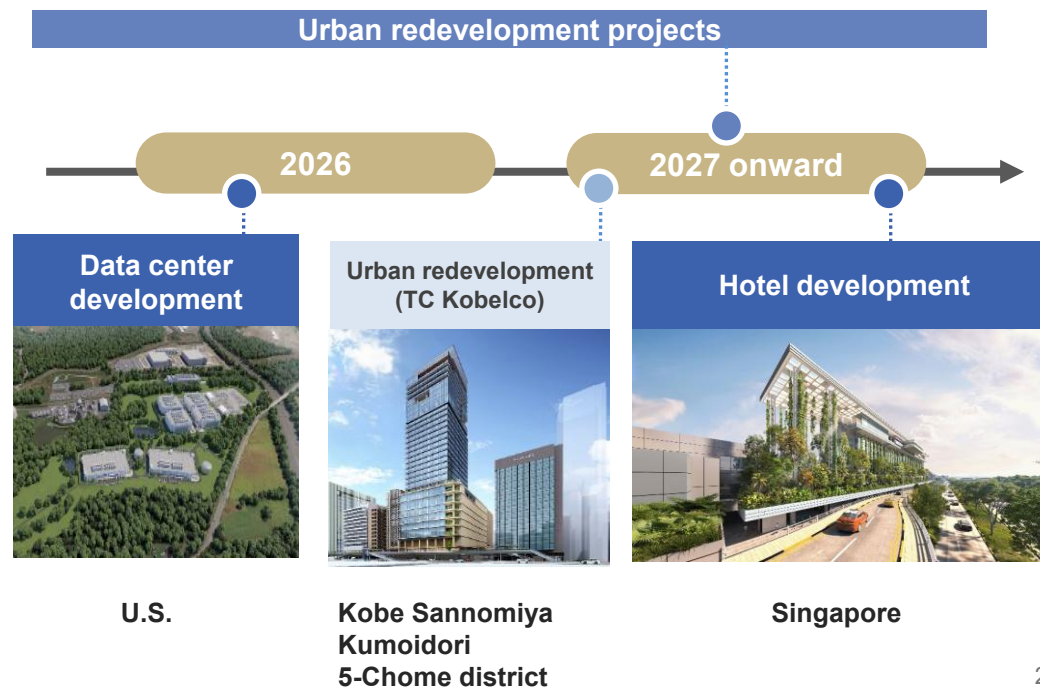 Urban redevelopment projects
2026
2027 onward
Data center
development
Urban redevelopment
(TC Kobelco)
Hotel development
U.S.
Kobe Sannomiya
Kumoidori
5-Chome district
Singapore